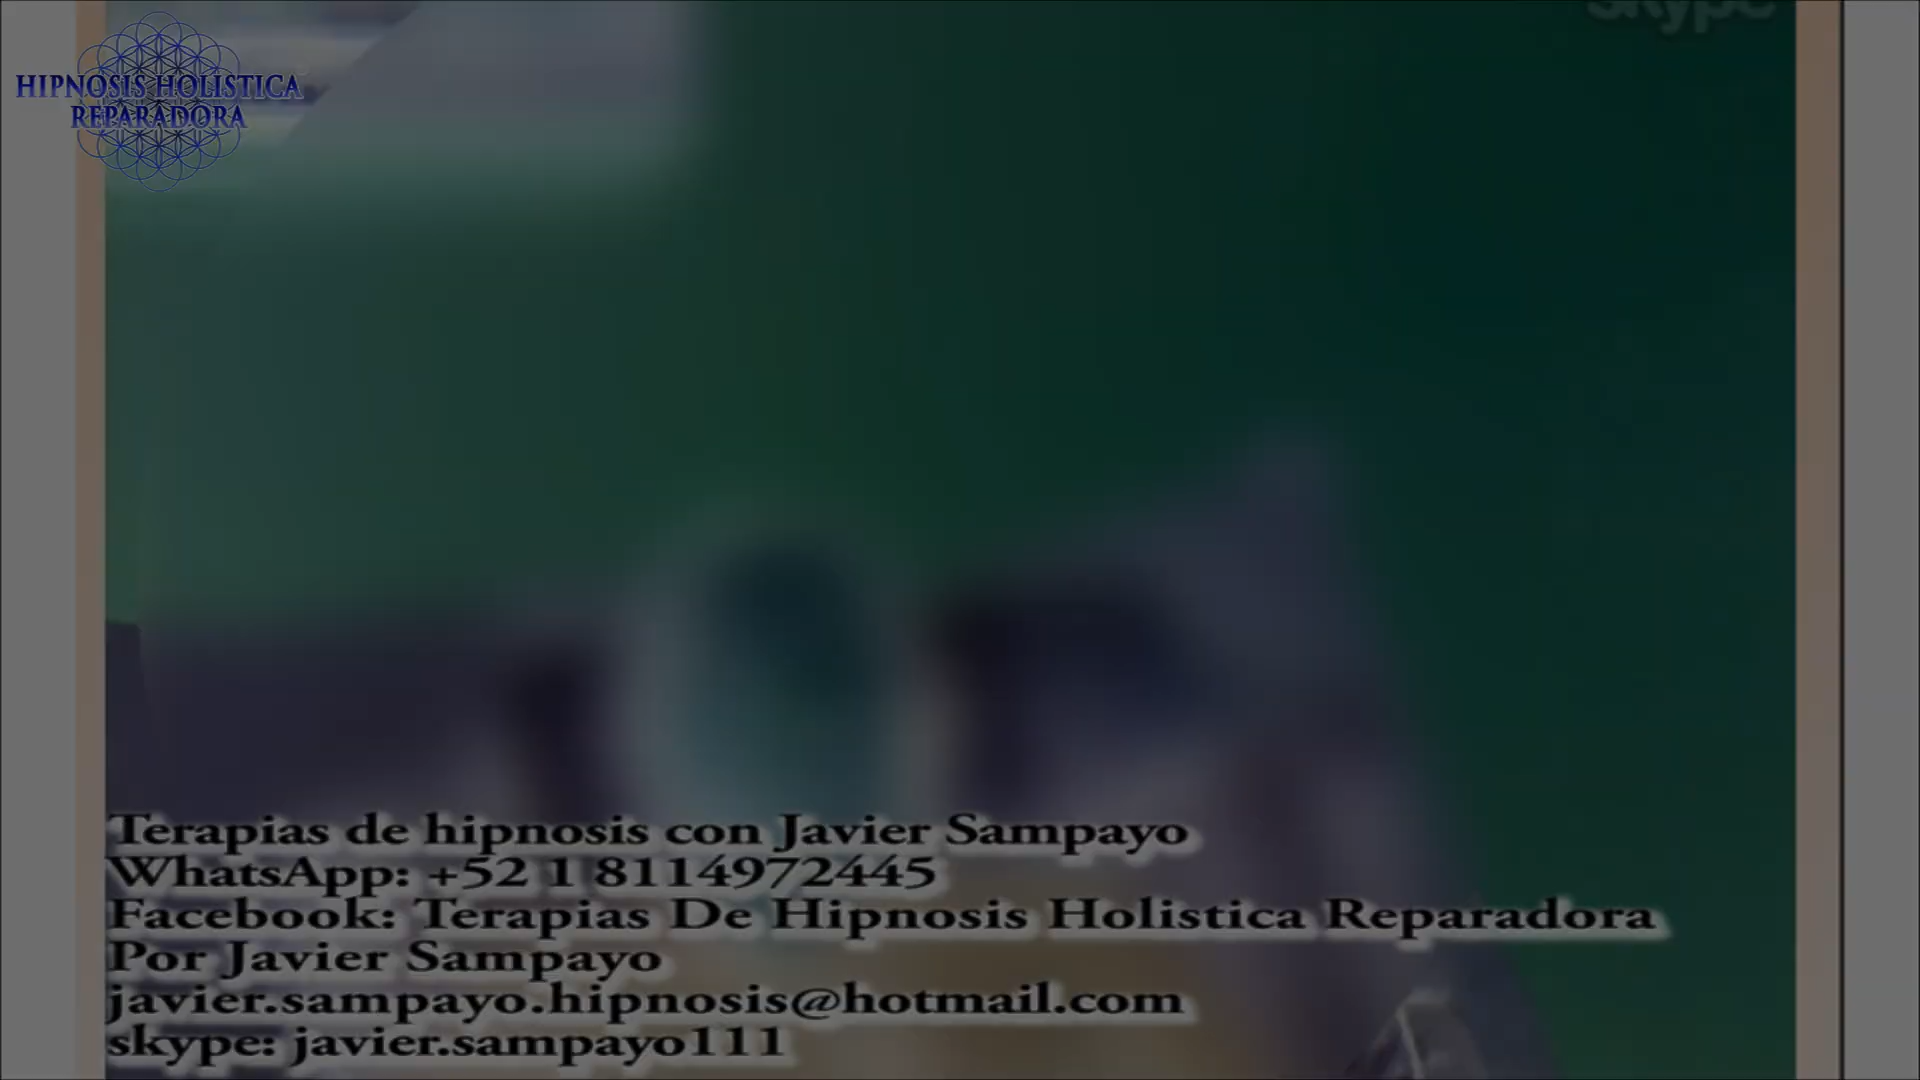 skype
HIPNOSIS HOLISTICA
REPARADORA
Terapias de hipnosis con Javier Sampayo
WhatsApp: +52 1 8114972445
Facebook: Terapias De Hipnosis Holistica Reparadora
Por Javier Sampayo
javier.sampayo.hipnosis@hotmail.com
skype: javier.sampayo111